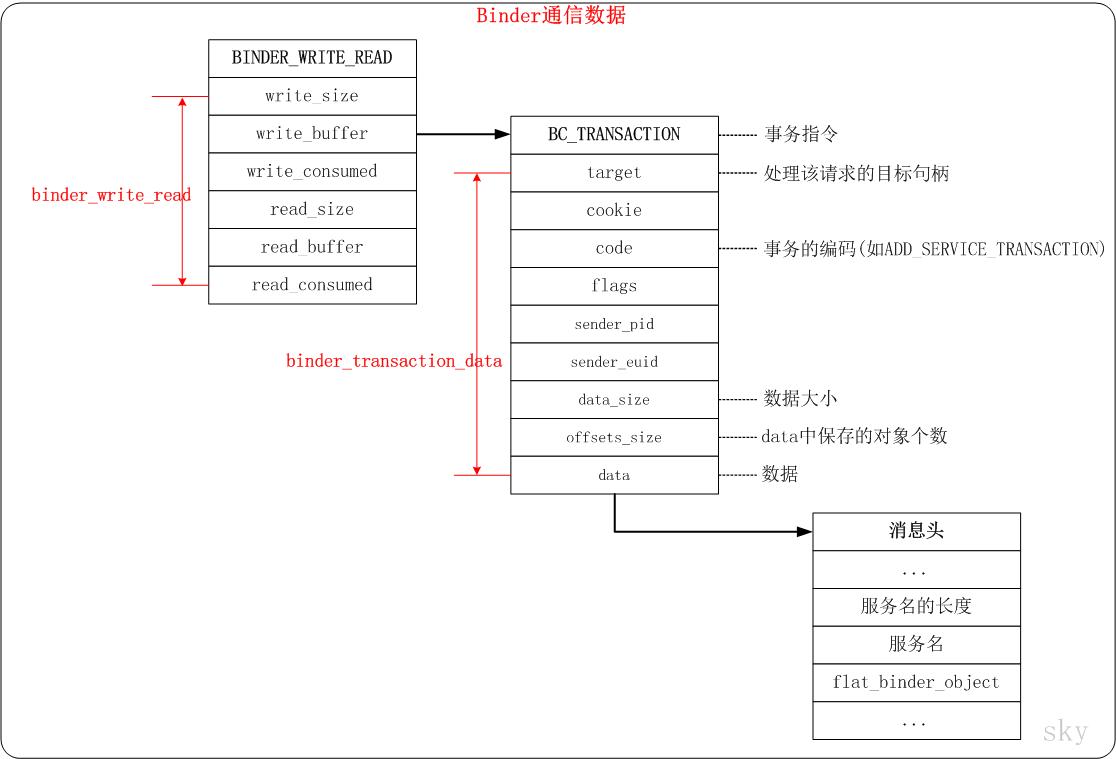 Binder通信数据
BINDER_WRITE_READ
write_size
write_buffer
write_consumed
read_size
read_buffer
read_consumed
binder_write_read
BC_TRANSACTION
事务指令
target
处理该请求的目标句柄
cookie
code
事务的编码(如ADD_SERVICE_TRANSACTION)
flags
sender_pid
sender_euid
data_size
数据大小
offsets_size
data中保存的对象个数
data
数据
binder_transaction_data
消息头
...
服务名的长度
服务名
flat_binder_object
...
sky